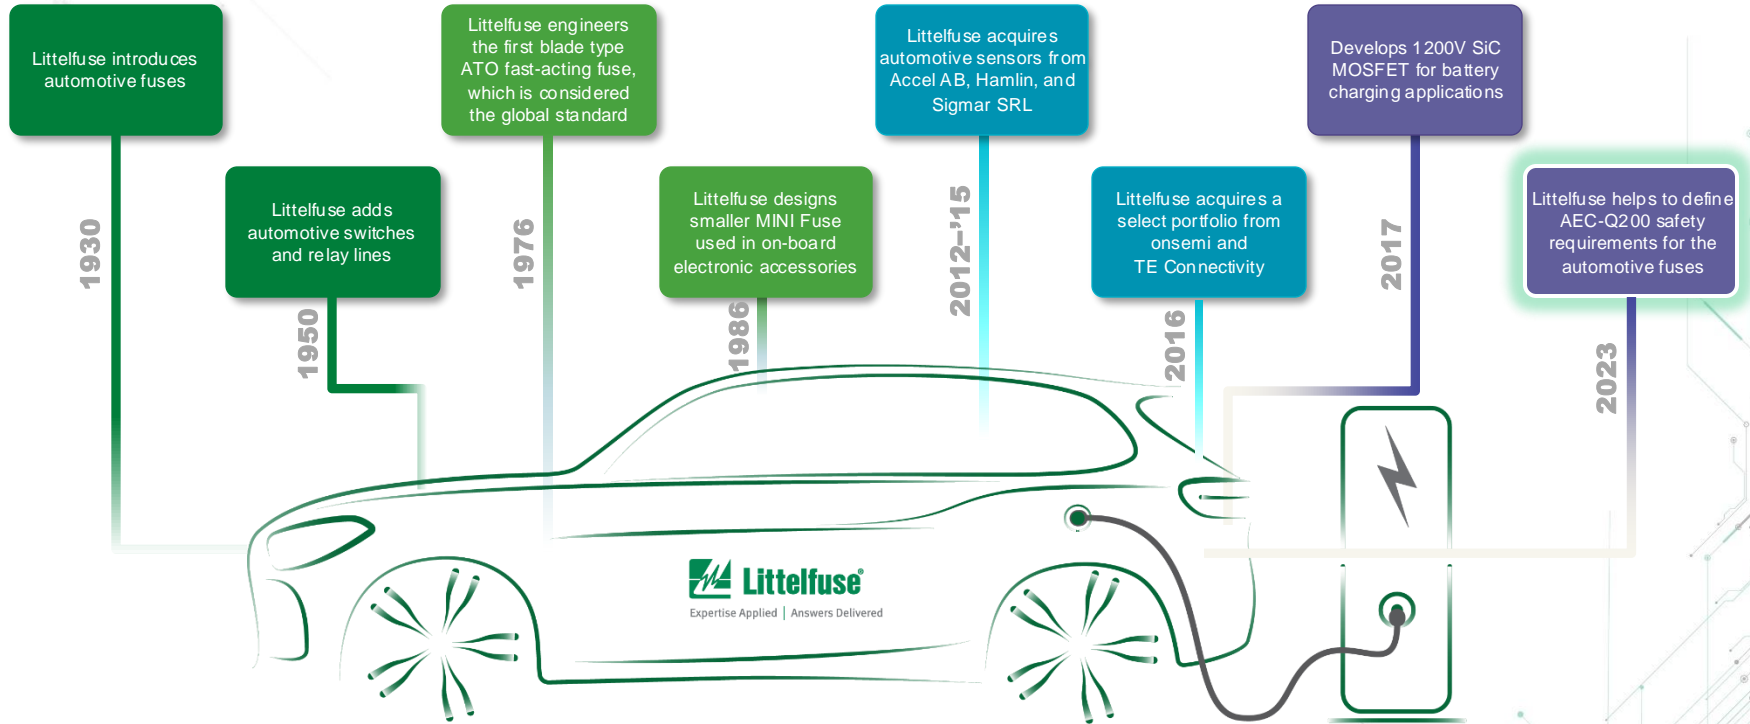 Littelfuse introduces
automotive fuses
1930
Littelfuse adds
automotive switches
and relay lines
1950
Littelfuse engineers
the first blade type
ATO fast-acting fuse,
which is considered
the global standard
1976
Littelfuse designs
smaller MINI Fuse
used in on-board
electronic accessories
1986
Littelfuse acquires
automotive sensors from
Accel AB, Hamlin, and
Sigmar SRL
2012–'15
Littelfuse acquires a
select portfolio from
onsemi and
TE Connectivity
2016
Develops 1200V SiC
MOSFET for battery
charging applications
2017
Littelfuse helps to define
AEC-Q200 safety
requirements for the
automotive fuses
2023
Littelfuse®
Expertise Applied | Answers Delivered